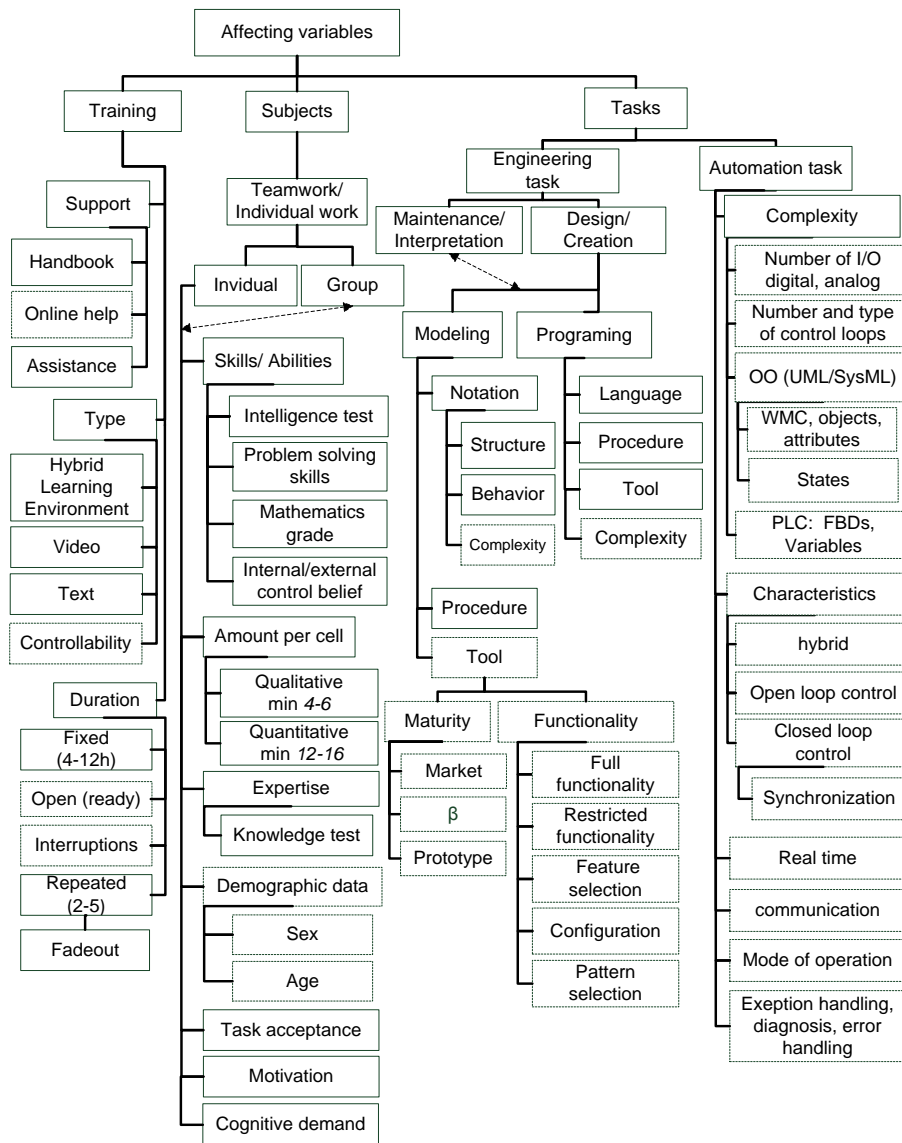 Affecting variables
Training
Subjects
Tasks
Support
Handbook
Online help
Assistance
Type
Hybrid
Learning
Environment
Video
Text
Controllability
Duration
Fixed
(4-12h)
Open (ready)
Interruptions
Repeated
(2-5)
Fadeout
Teamwork/
Individual work
Invidual
Group
Skills/ Abilities
Intelligence test
Problem solving
skills
Mathematics
grade
Internal/external
control belief
Amount per cell
Qualitative
min 4-6
Quantitative
min 12-16
Expertise
Knowledge test
Demographic data
Sex
Age
Task acceptance
Motivation
Cognitive demand
Engineering
task
Maintenance/
Interpretation
Design/
Creation
Modeling
Notation
Structure
Behavior
Complexity
Procedure
Tool
Maturity
Market
β
Prototype
Functionality
Full
functionality
Restricted
functionality
Feature
selection
Configuration
Pattern
selection
Programing
Language
Procedure
Tool
Complexity
Automation task
Complexity
Number of I/O
digital, analog
Number and type
of control loops
OO (UML/SysML)
WMC, objects,
attributes
States
PLC: FBDs,
Variables
Characteristics
hybrid
Open loop control
Closed loop
control
Synchronization
Real time
communication
Mode of operation
Exeption handling,
diagnosis, error
handling